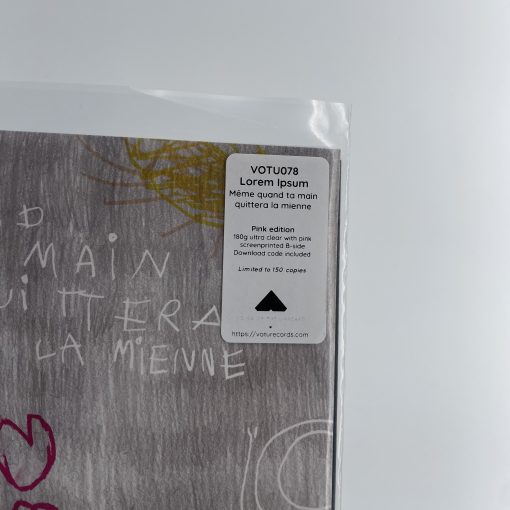 VOTU078
Lorem Ipsum
Même quand ta main
quittera la mienne
Pink edition
180g ultra clear with pink
screenprinted B-side
Download code included
Limited to 150 copies
https://voturecords.com/
D
MAIN
UITTERA
LA MIENNE